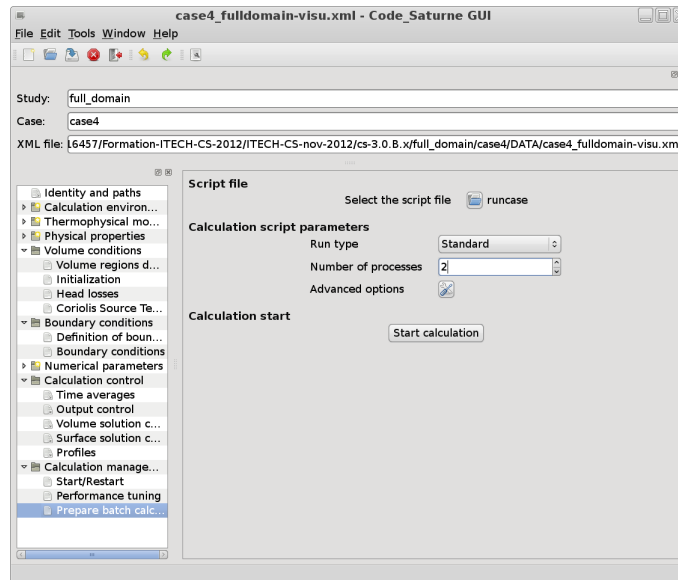 case4_fulldomain-visu.xml - Code_Saturne GUI
File Edit Tools Window Help
Study: full_domain
Case: case4
XML file: l6457/Formation-ITECH-CS-2012/ITECH-CS-nov-2012/cs-3.0.B.x/full_domain/case4/DATA/case4_fulldomain-visu.xm
Identity and paths
Calculation environ...
Thermophysical mo...
Physical properties
Volume conditions
Volume regions d...
Initialization
Head losses
Coriolis Source Te...
Boundary conditions
Definition of boun...
Boundary conditions
Numerical parameters
Calculation control
Time averages
Output control
Volume solution c...
Surface solution c...
Profiles
Calculation manage...
Start/Restart
Performance tuning
Prepare batch calc...
Script file
Select the script file runcase
Calculation script parameters
Run type Standard
Number of processes 2
Advanced options
Calculation start
Start calculation